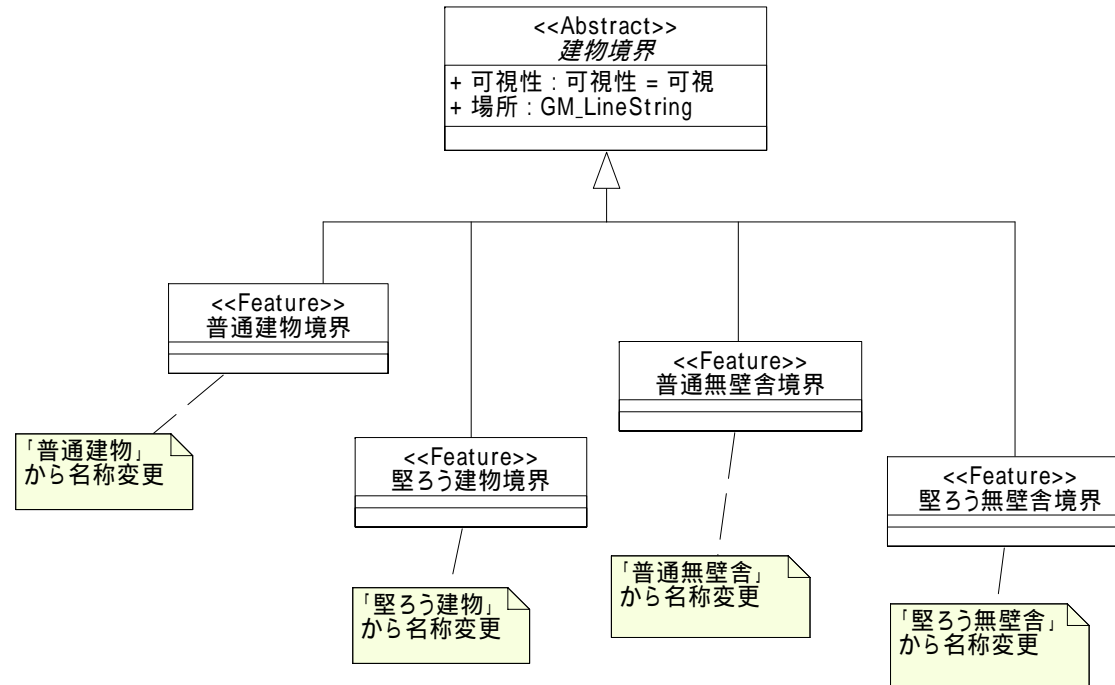 <<Abstract>>
建物境界
+ 可視性 : 可視性 = 可視
+ 場所 : GM_LineString
<<Feature>>
普通建物境界
「普通建物」
から名称変更
<<Feature>>
堅ろう建物境界
「堅ろう建物」
から名称変更
<<Feature>>
普通無壁舎境界
「普通無壁舎」
から名称変更
<<Feature>>
堅ろう無壁舎境界
「堅ろう無壁舎」
から名称変更